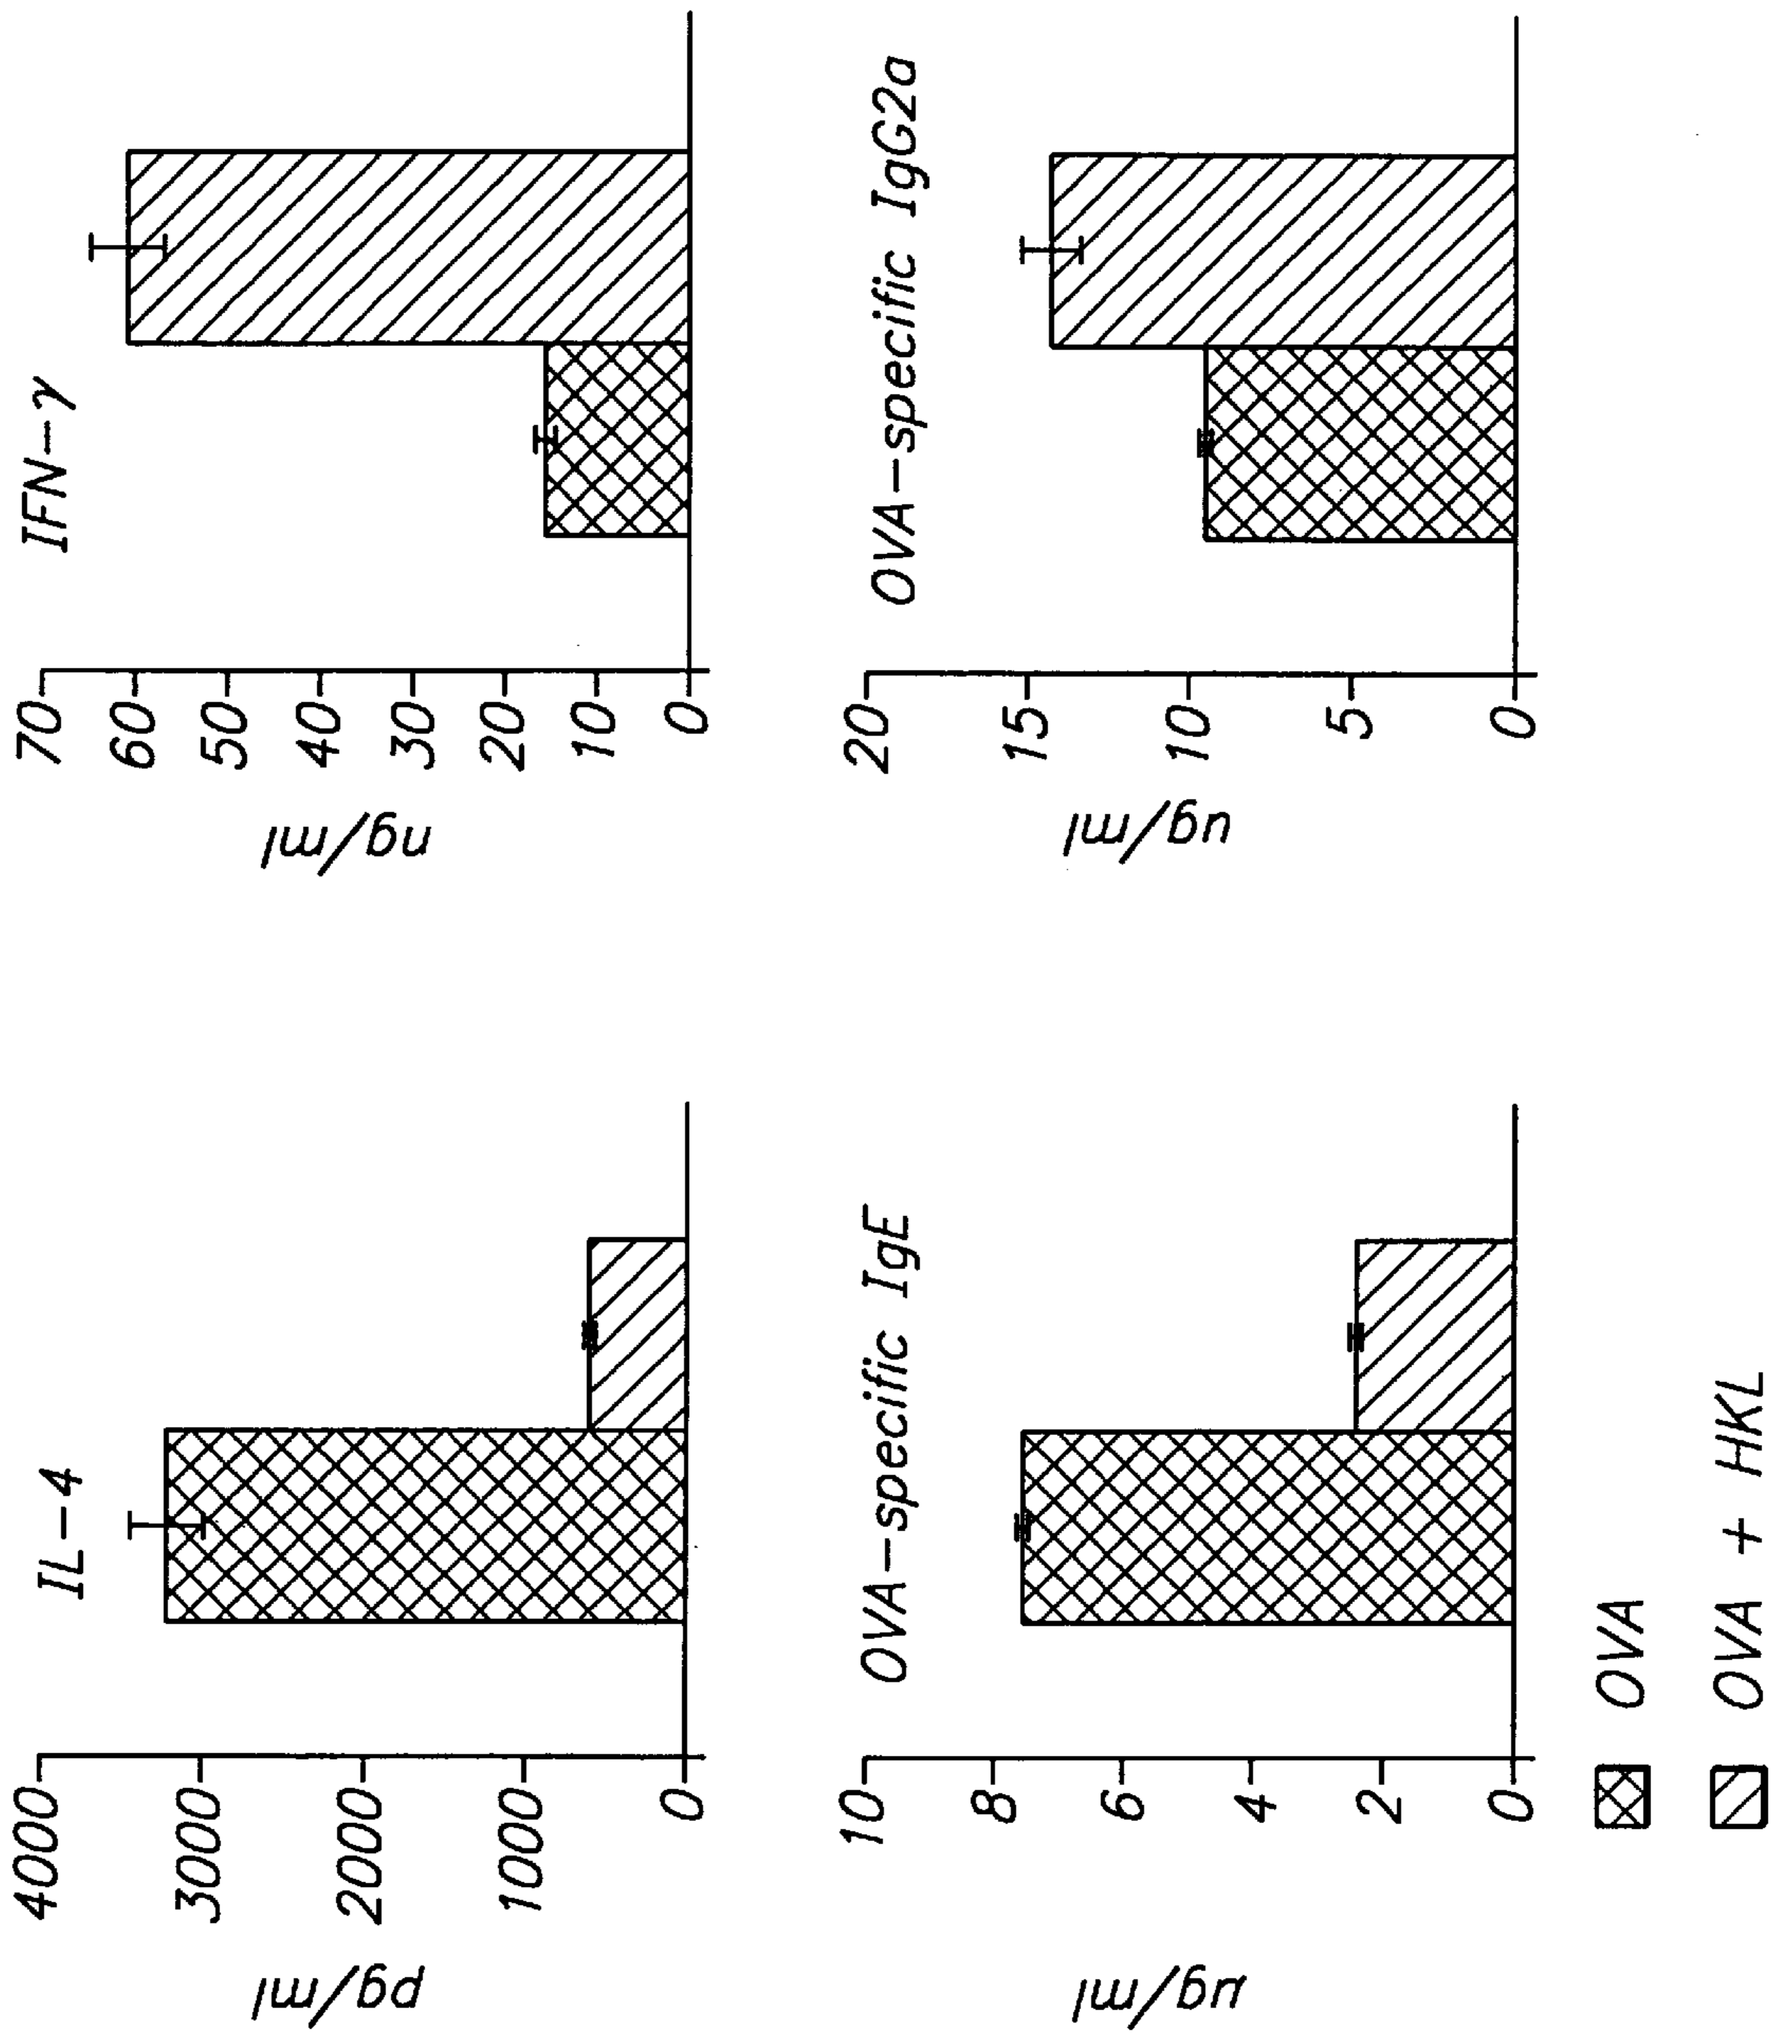 IL-4
4000
3000
2000
1000
0
pg/ml
IFN-γ
70
60
50
40
30
20
10
0
ng/ml
OVA-specific IgE
10
8
6
4
2
0
µg/ml
OVA-specific IgG2a
20
15
10
5
0
ug/ml
OVA
OVA + HKL